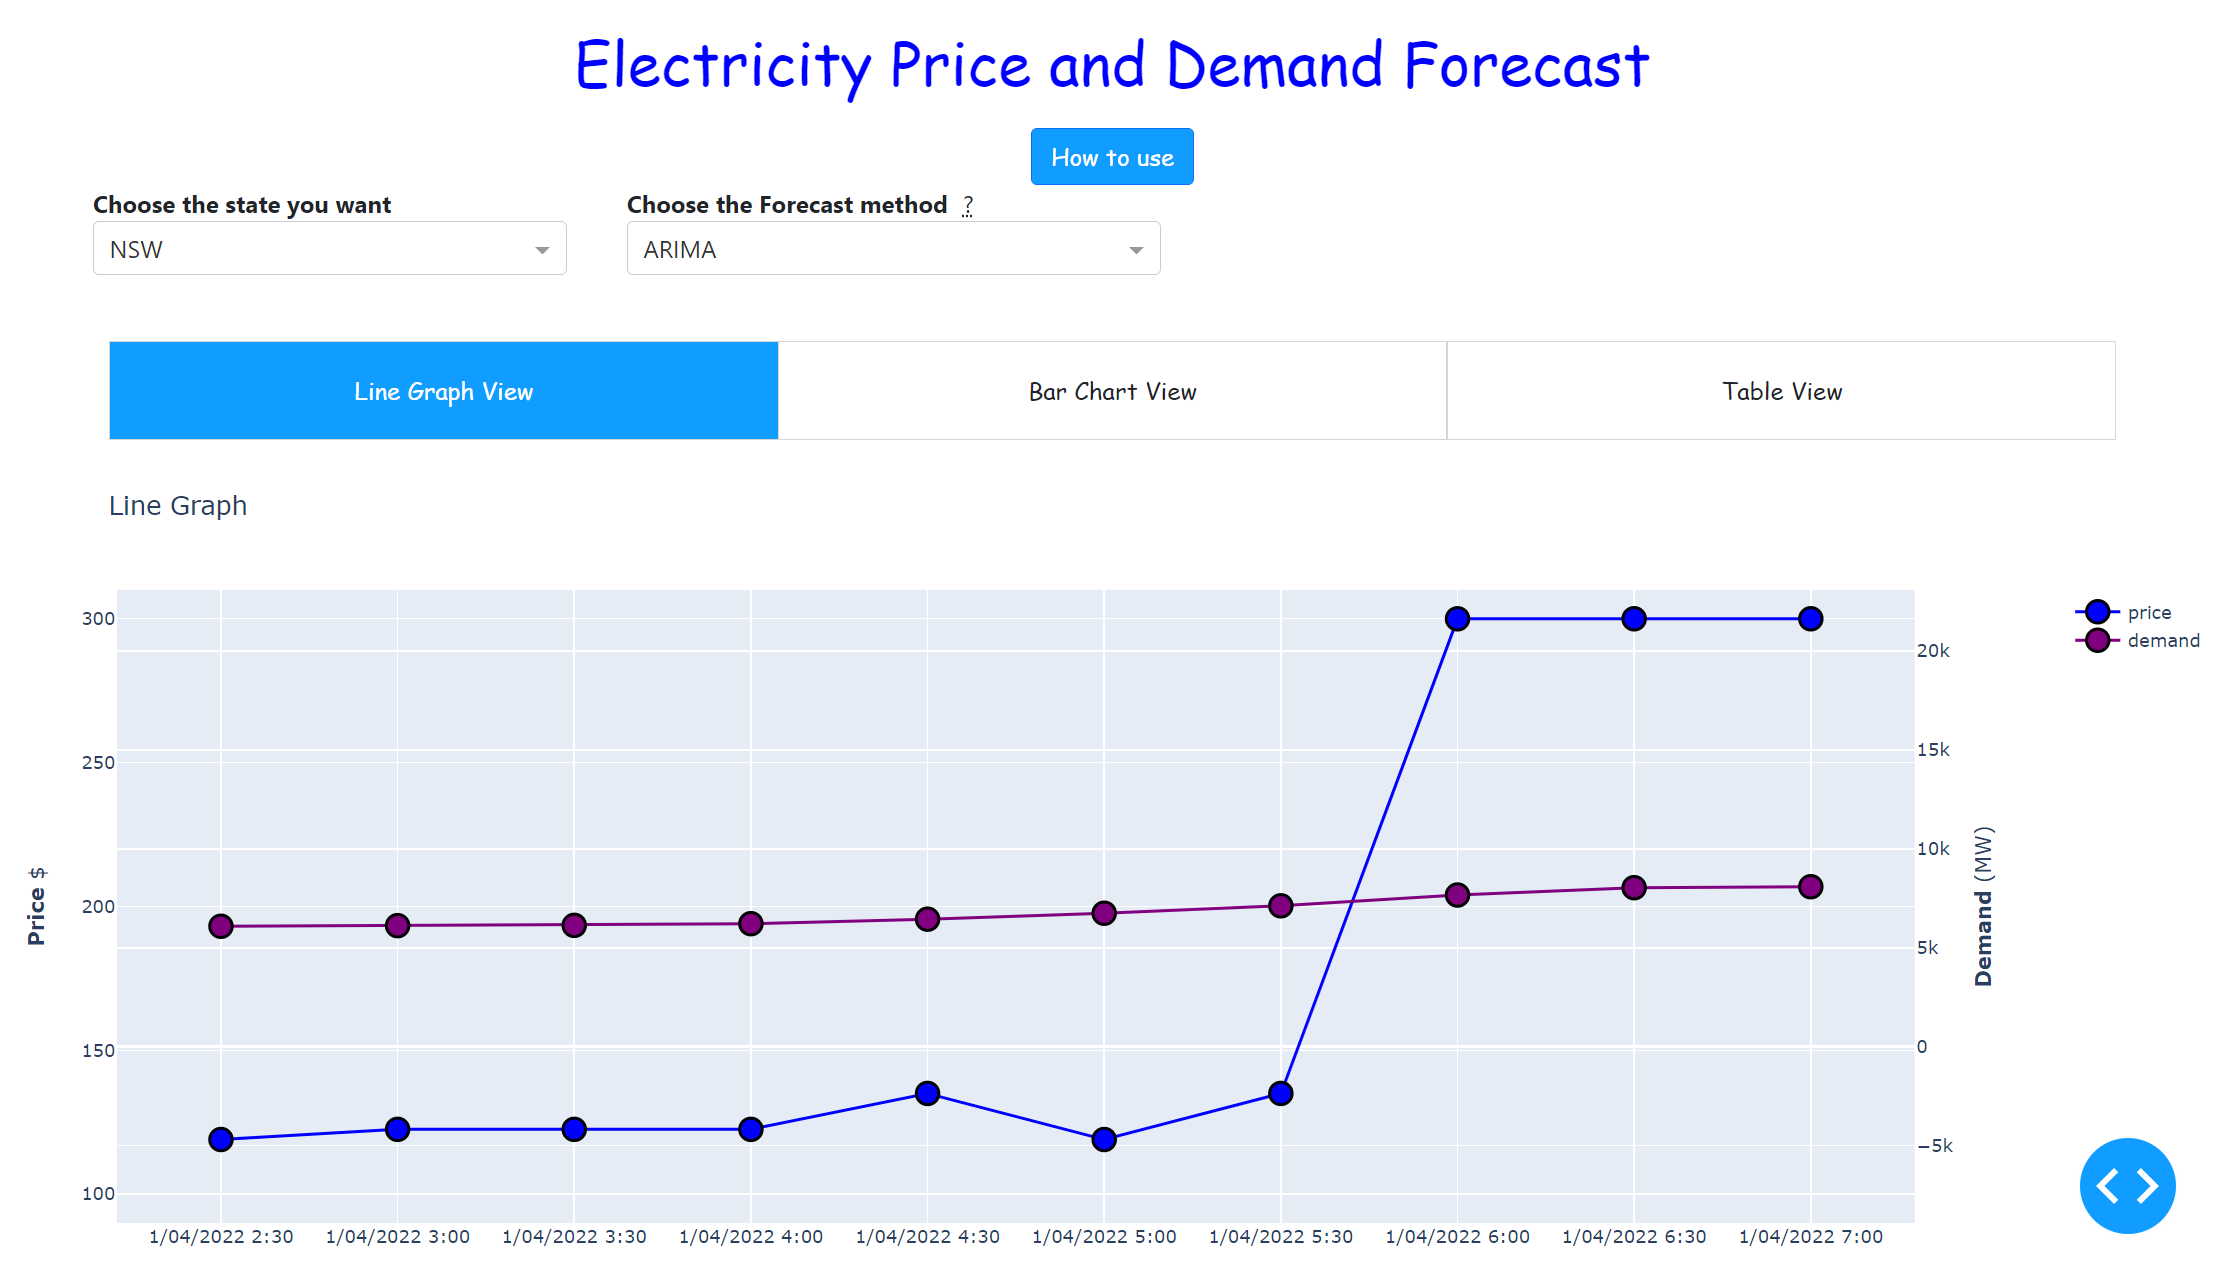 Electricity Price and Demand Forecast
How to use
Choose the state you want
Choose the Forecast method ?
NSW
ARIMA
Line Graph View
Bar Chart View
Table View
Line Graph
300
250
200
150
100
Price $
20k
15k
10k
5k
0
−5k
Demand (MW)
price
demand
1/04/2022 2:30
1/04/2022 3:00
1/04/2022 3:30
1/04/2022 4:00
1/04/2022 4:30
1/04/2022 5:00
1/04/2022 5:30
1/04/2022 6:00
1/04/2022 6:30
1/04/2022 7:00